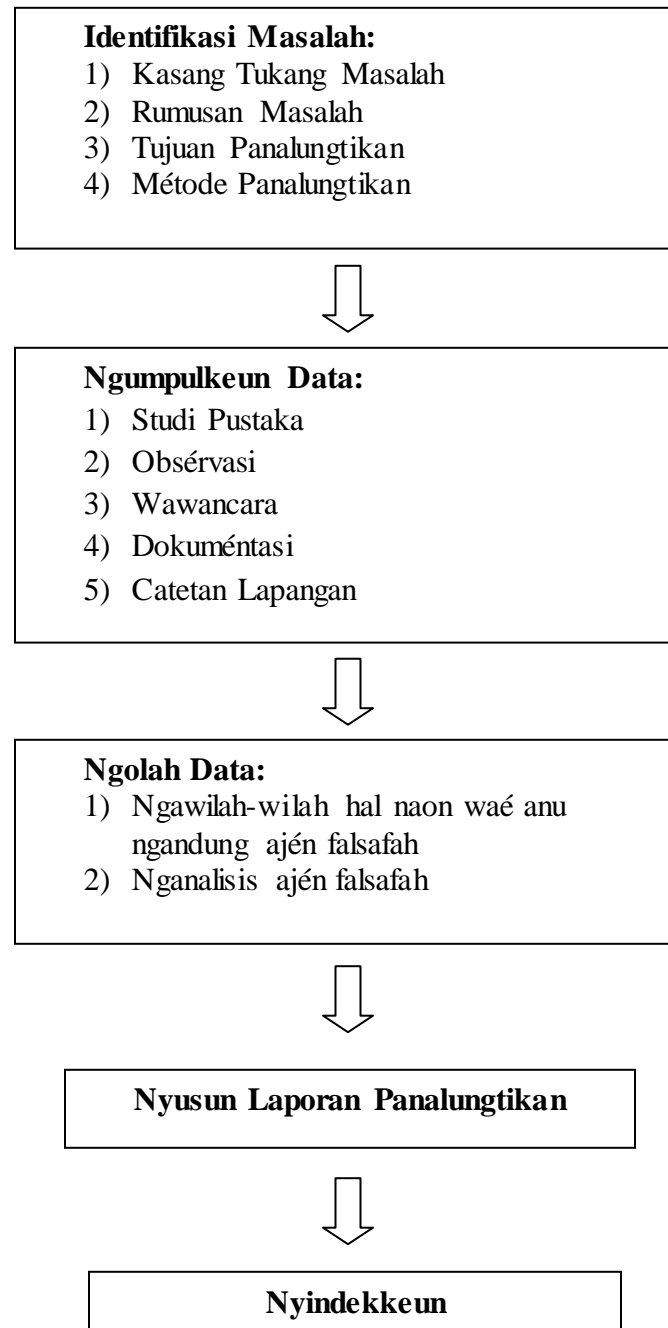 Identifikasi Masalah:
1) Kasang Tukang Masalah
2) Rumusan Masalah
3) Tujuan Panalungtikan
4) Métode Panalungtikan
Ngumpulkeun Data:
1) Studi Pustaka
2) Obsérvasi
3) Wawancara
4) Dokuméntasi
5) Catetan Lapangan
Ngolah Data:
1) Ngawilah-wilah hal naon waé anu
ngandung ajén falsafah
2) Nganalisis ajén falsafah
Nyusun Laporan Panalungtikan
Nyindekkeun